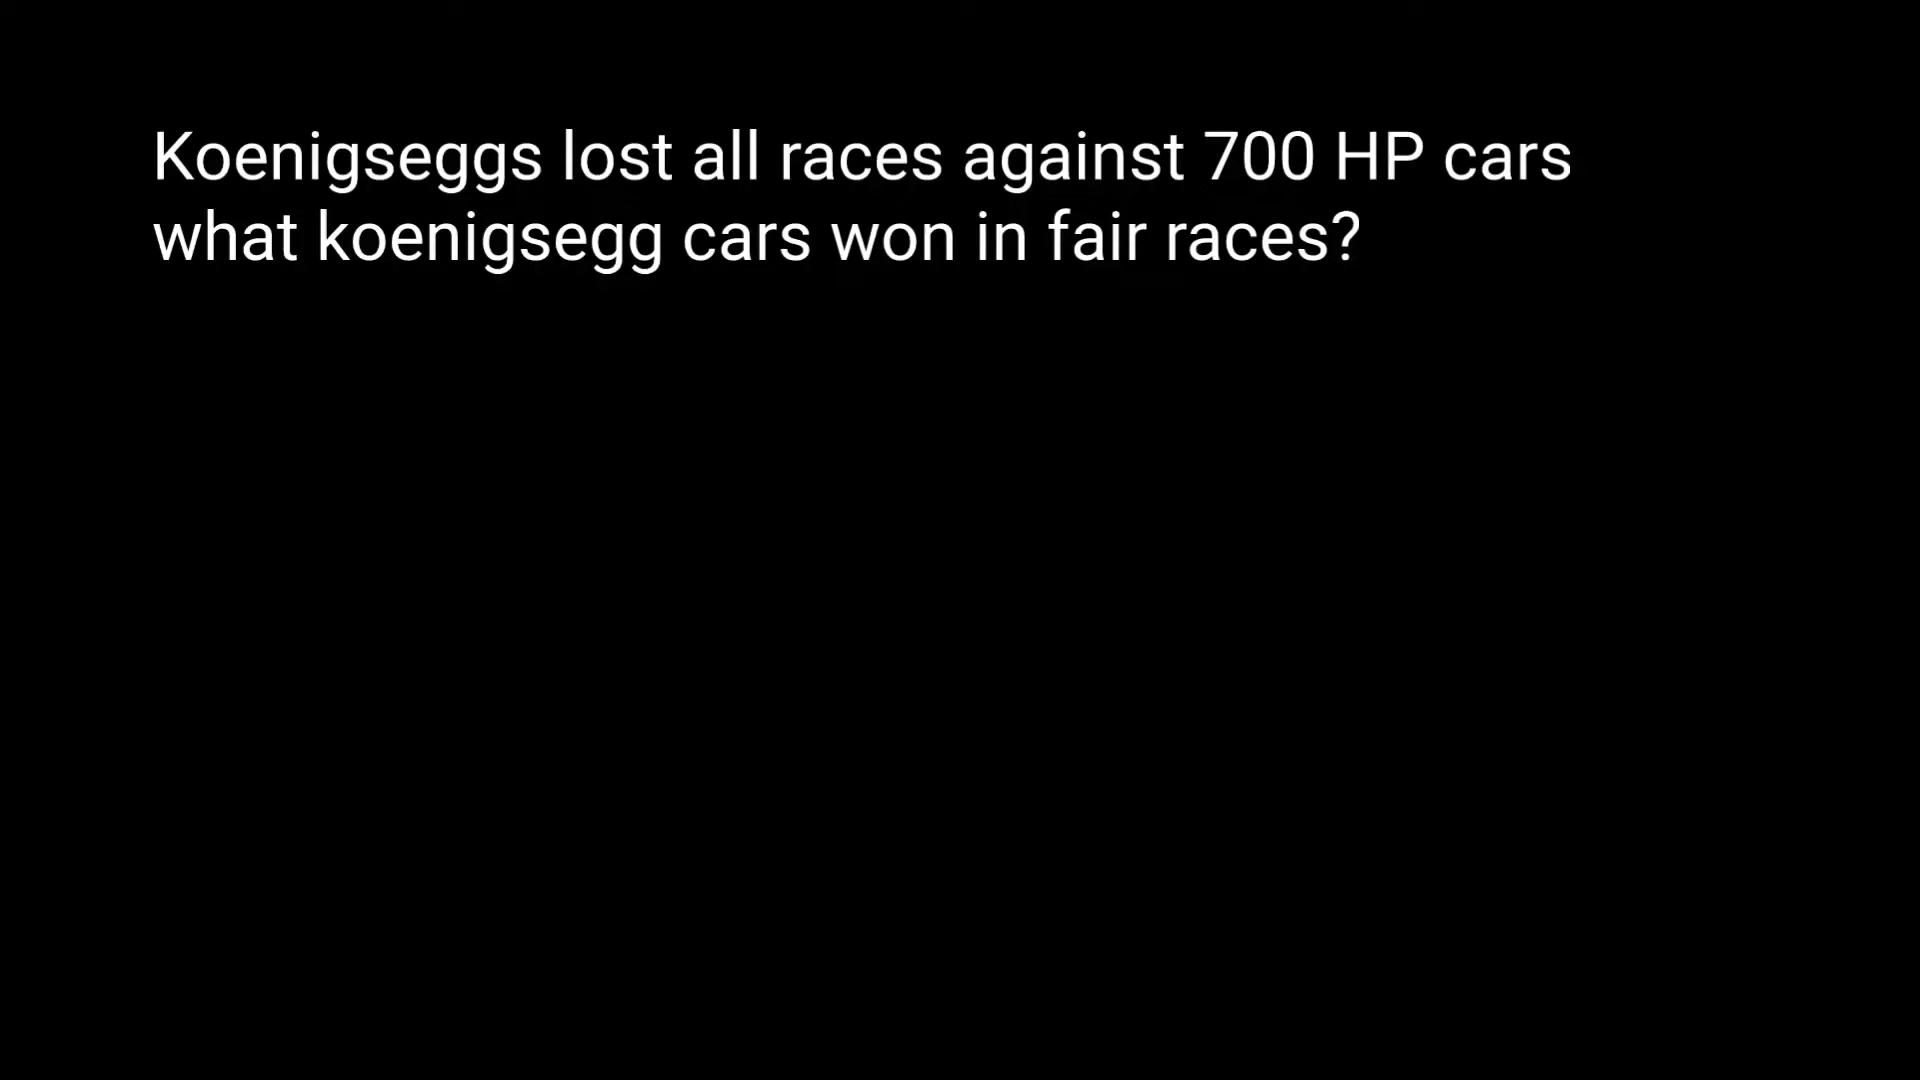 Koenigseggs lost all races against 700 HP cars
what koenigsegg cars won in fair races?